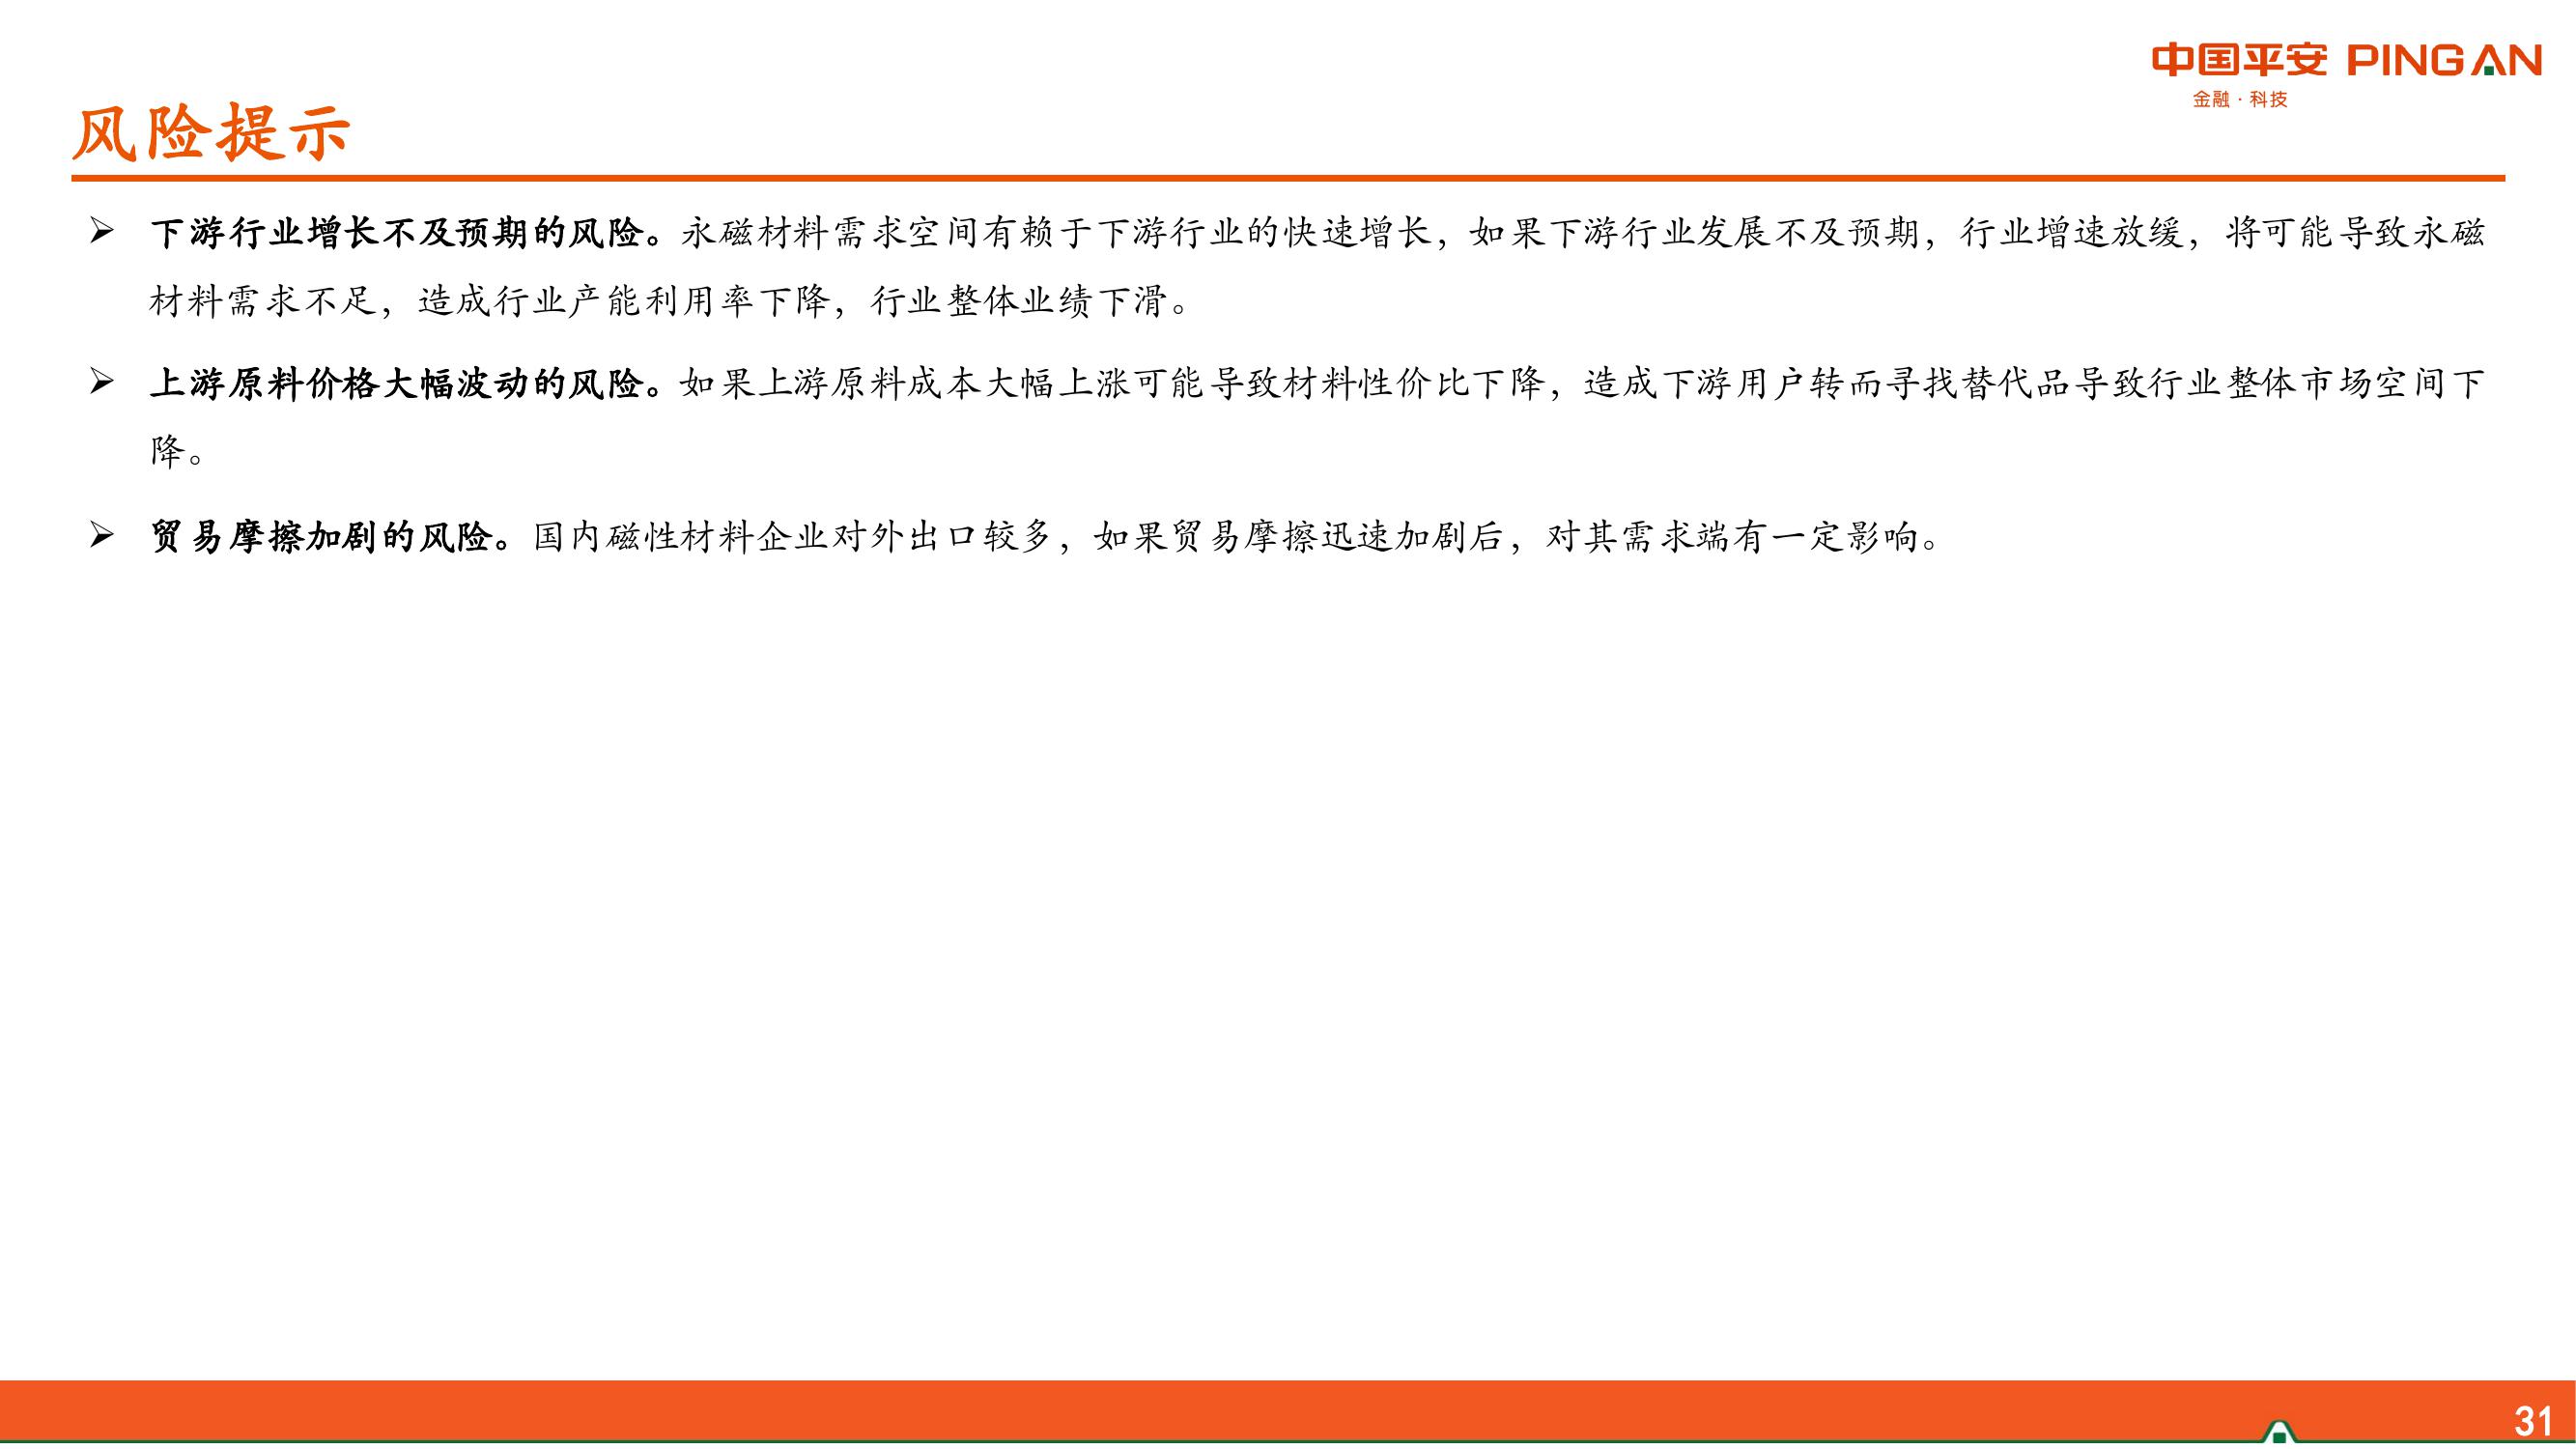 中国平安 PING AN
金融·科技
风险提示
下游行业增长不及预期的风险。永磁材料需求空间有赖于下游行业的快速增长，如果下游行业发展不及预期，行业增速放缓，将可能导致永磁
材料需求不足，造成行业产能利用率下降，行业整体业绩下滑。
上游原料价格大幅波动的风险。如果上游原料成本大幅上涨可能导致材料性价比下降，造成下游用户转而寻找替代品导致行业整体市场空间下
降。
贸易摩擦加剧的风险。国内磁性材料企业对外出口较多，如果贸易摩擦迅速加剧后，对其需求端有一定影响。
31